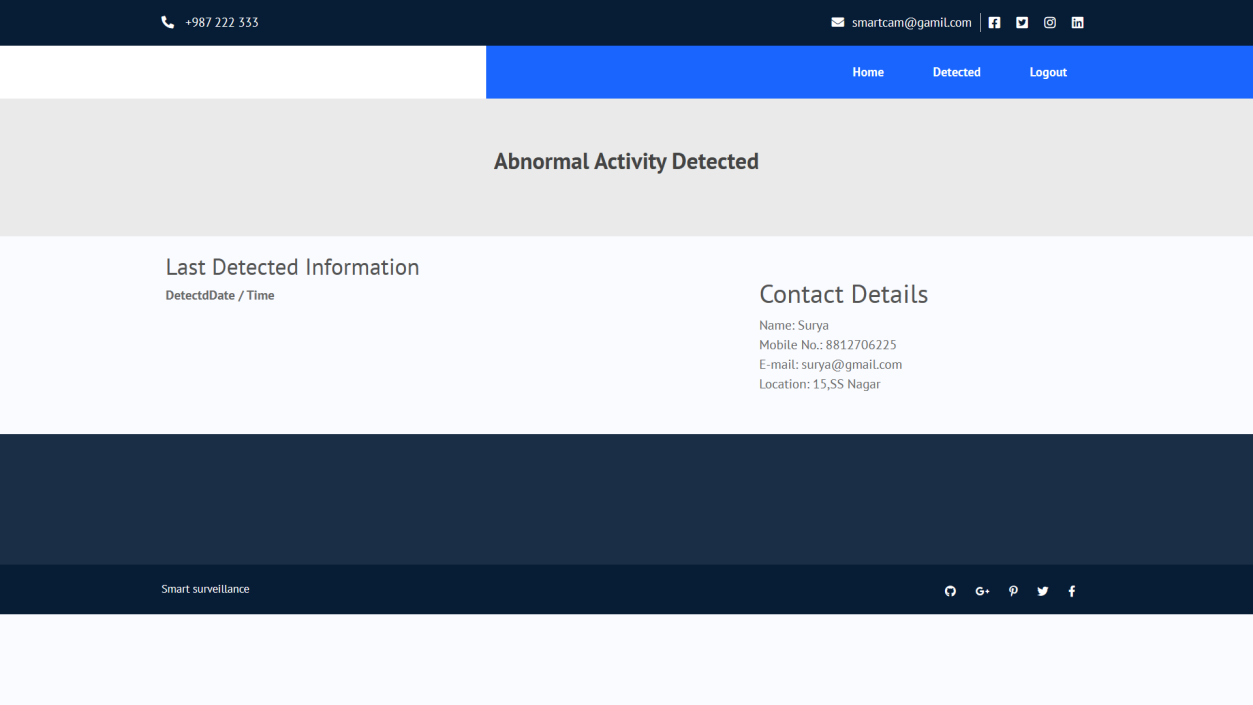 +987 222 333
smartcam@gamil.com
Home Detected Logout
Abnormal Activity Detected
Last Detected Information
DetectdDate / Time
Contact Details
Name: Surya
Mobile No.: 8812706225
E-mail: surya@gmail.com
Location: 15,SS Nagar
Smart surveillance